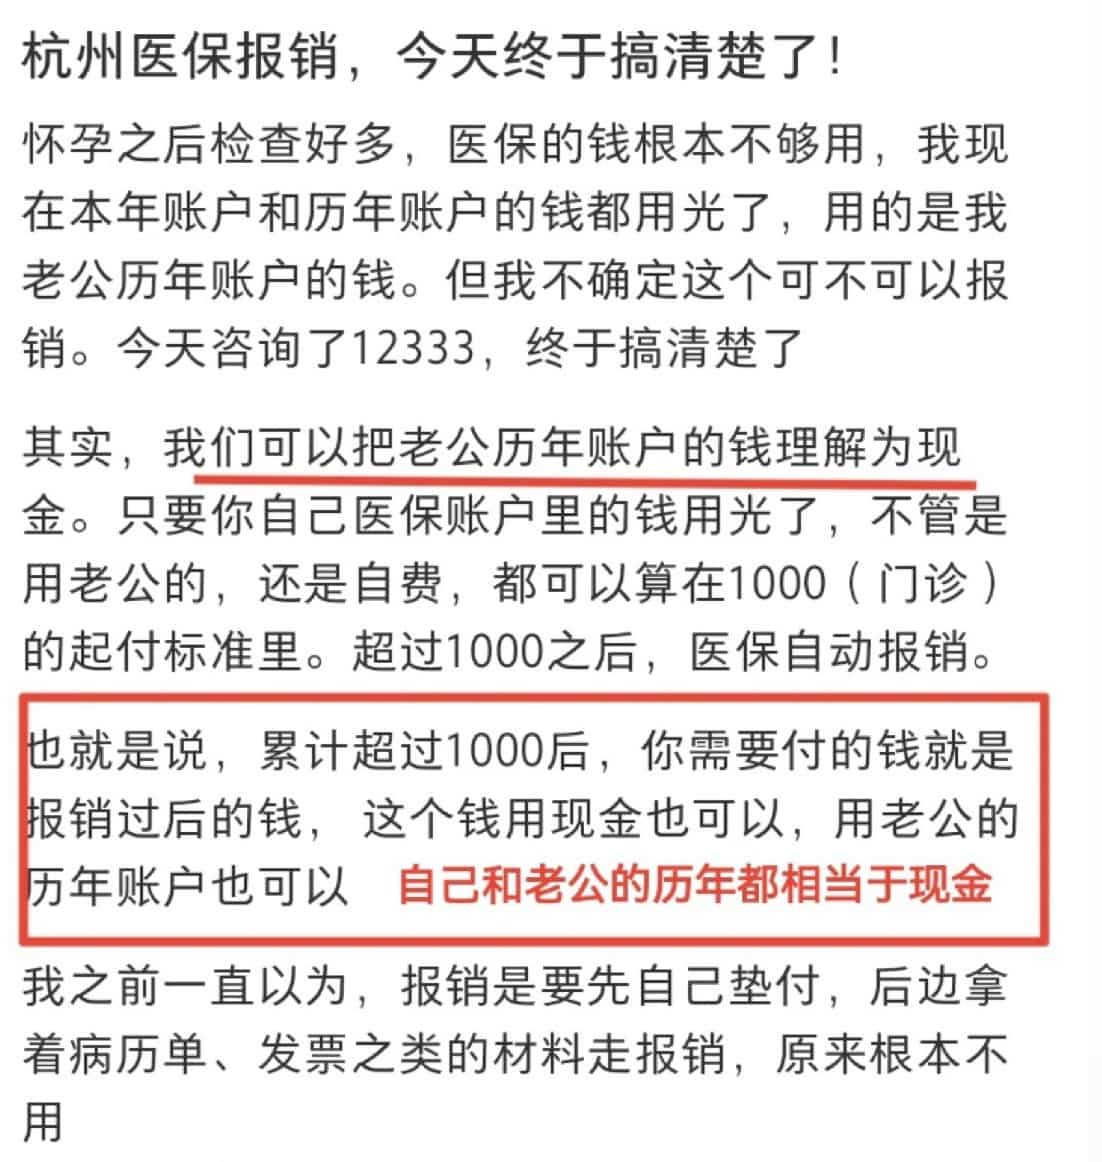 杭州医保报销，今天终于搞清楚了！
怀孕之后检查好多，医保的钱根本不够用，我现
在本年账户和历年账户的钱都用光了，用的是我
老公历年账户的钱。但我不确定这个可不可以报
销。今天咨询了12333，终于搞清楚了
其实，我们可以把老公历年账户的钱理解为现
金。只要你自己医保账户里的钱用光了，不管是
用老公的，还是自费，都可以算在1000（门诊）
的起付标准里。超过1000之后，医保自动报销。
也就是说，累计超过1000后，你需要付的钱就是
报销过后的钱， 这个钱用现金也可以，用老公的
历年账户也可以 自己和老公的历年都相当于现金
我之前一直以为，报销是要先自己垫付，后边拿
着病历单、发票之类的材料走报销，原来根本不
用